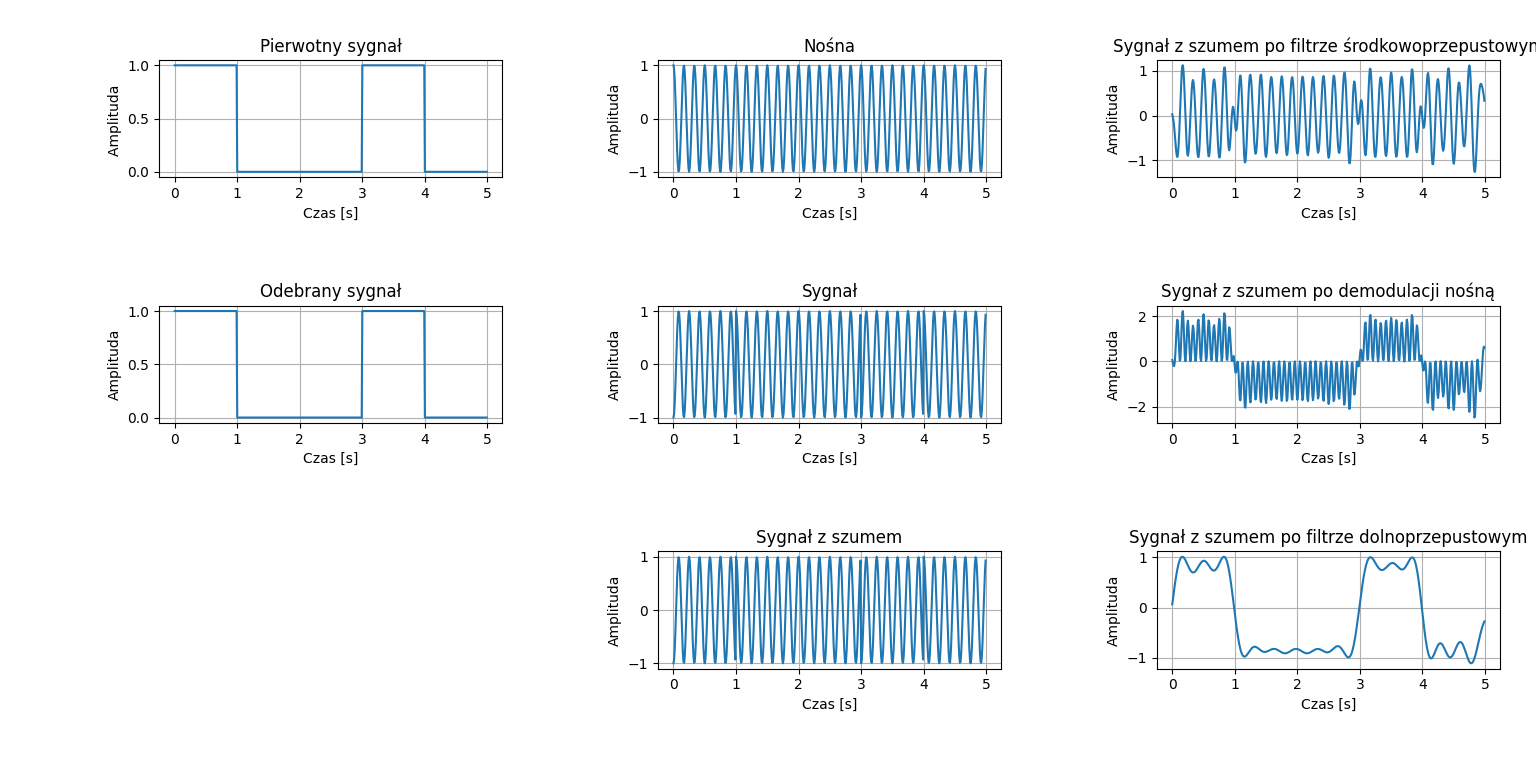 Pierwotny sygnał
Amplituda
1.0
0.5
0.0
0 1 2 3 4 5
Czas [s]
Nośna
Amplituda
1
0
−1
0 1 2 3 4 5
Czas [s]
Sygnał z szumem po filtrze środkowoprzepustowym
Amplituda
1
0
−1
0 1 2 3 4 5
Czas [s]
Odebrany sygnał
Amplituda
1.0
0.5
0.0
0 1 2 3 4 5
Czas [s]
Sygnał
Amplituda
1
0
−1
0 1 2 3 4 5
Czas [s]
Sygnał z szumem po demodulacji nośną
Amplituda
2
0
−2
0 1 2 3 4 5
Czas [s]
Sygnał z szumem
Amplituda
1
0
−1
0 1 2 3 4 5
Czas [s]
Sygnał z szumem po filtrze dolnoprzepustowym
Amplituda
1
0
−1
0 1 2 3 4 5
Czas [s]